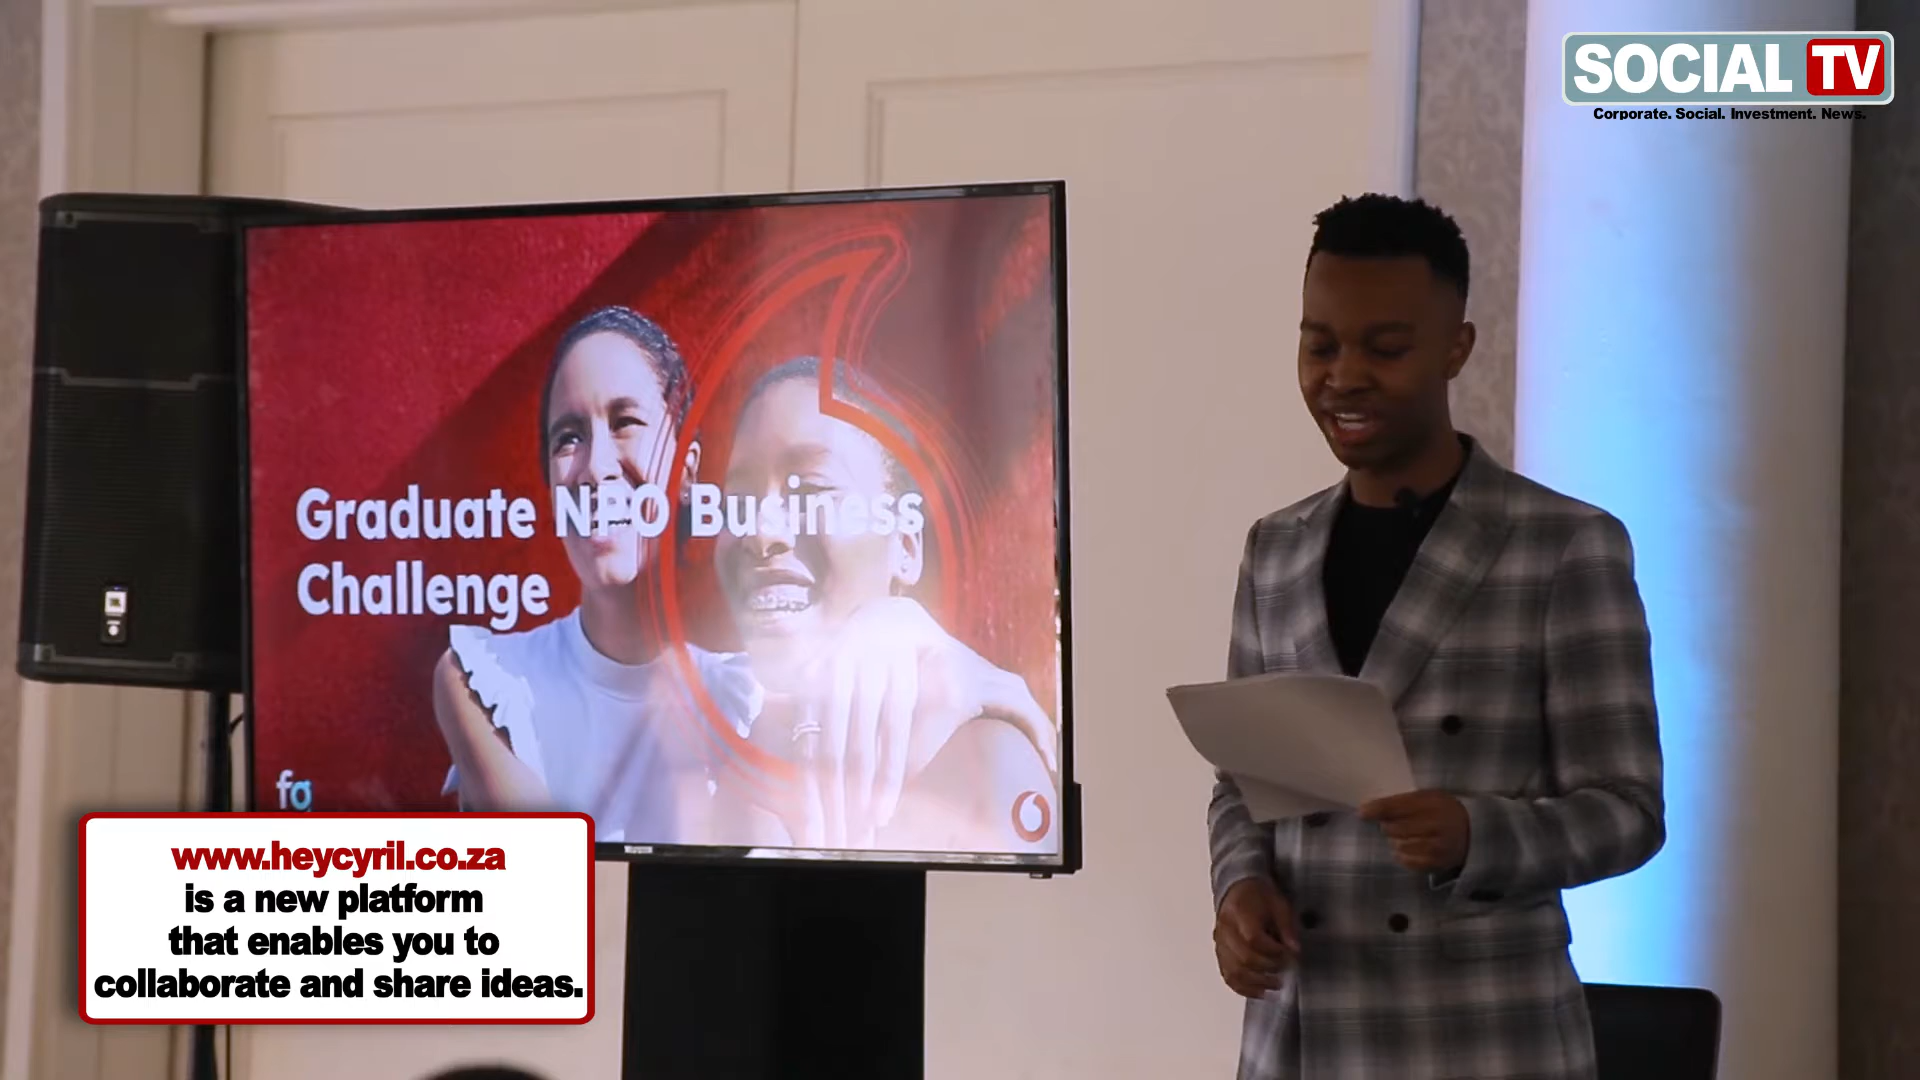 SOCIAL TV
Corporate. Social. Investment. News.
Graduate NPO Business
Challenge
fg
www.heycyril.co.za
is a new platform
that enables you to
collaborate and share ideas.